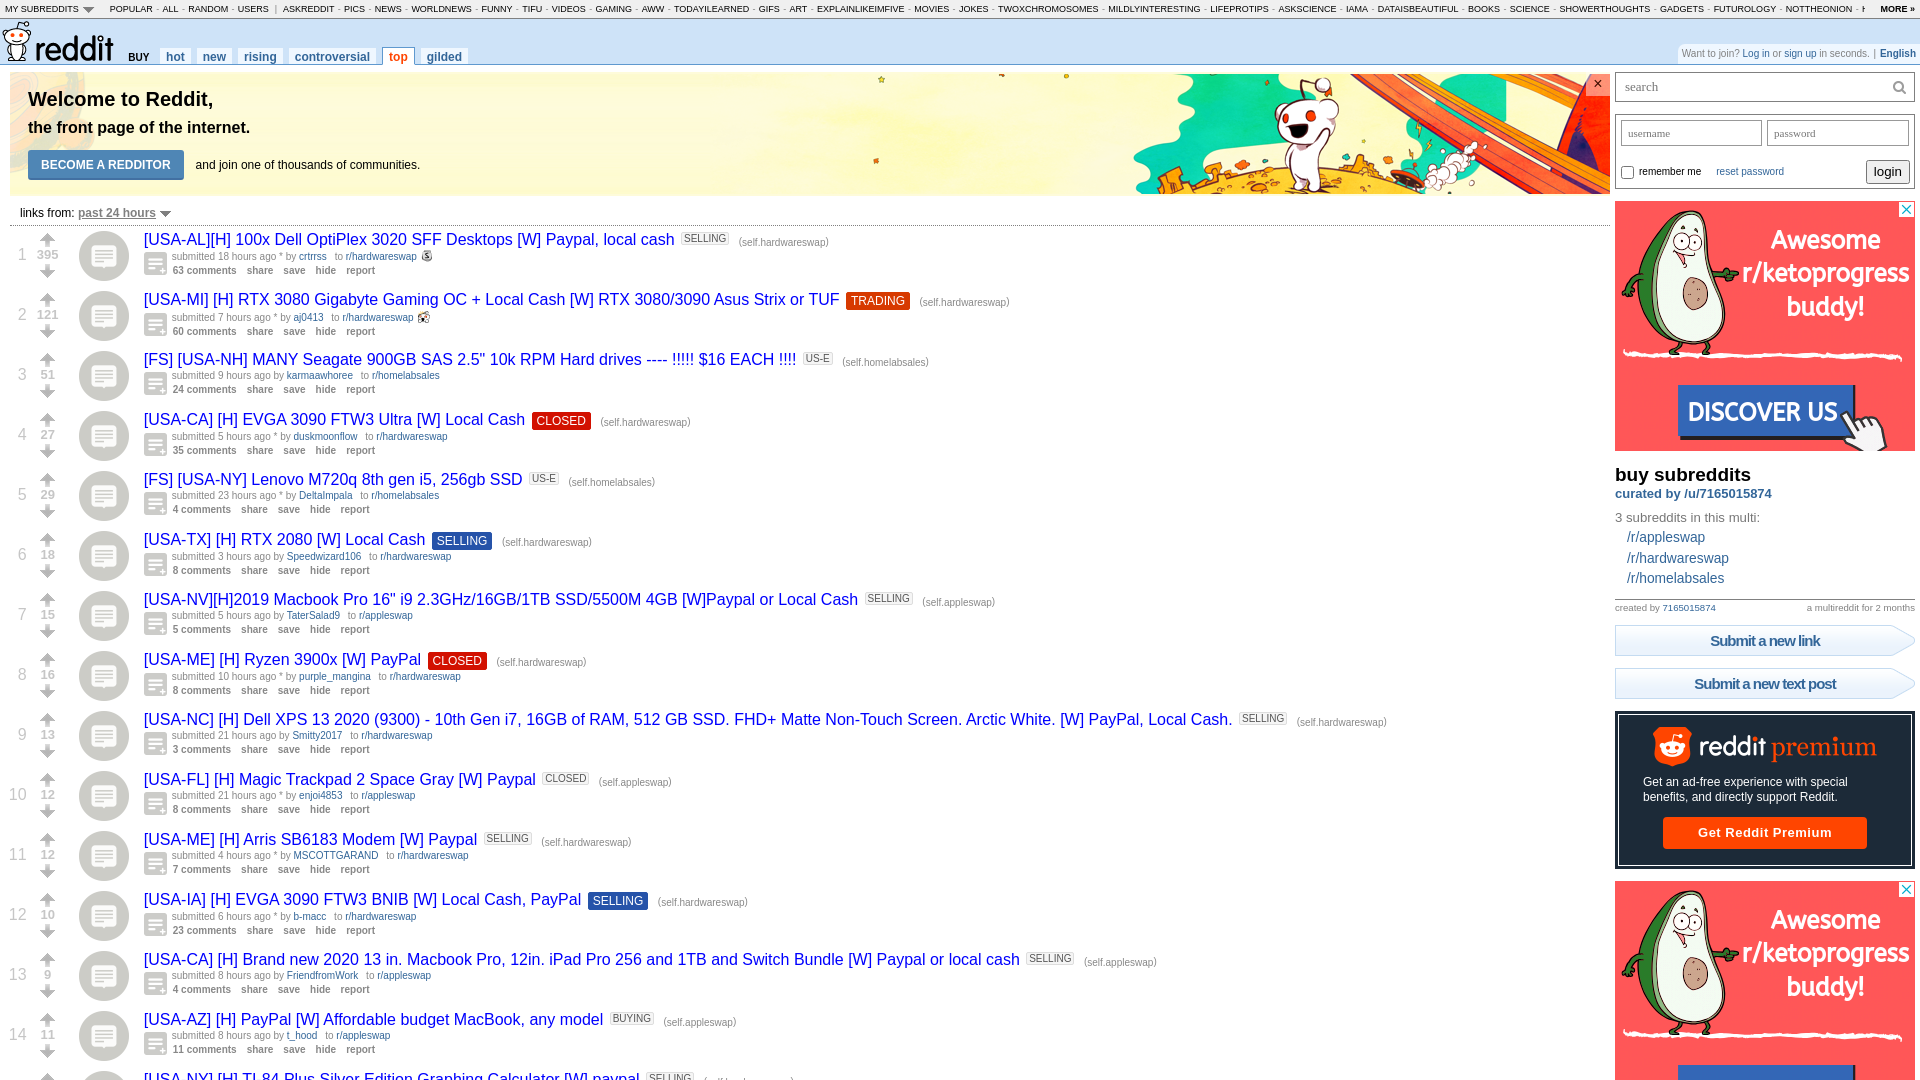 MY SUBREDDITS POPULAR - ALL - RANDOM - USERS | ASKREDDIT - PICS - NEWS - WORLDNEWS - FUNNY - TIFU - VIDEOS - GAMING - AWW - TODAYILEARNED - GIFS - ART - EXPLAINLIKEIMFIVE - MOVIES - JOKES - TWOXCHROMOSOMES - MILDLYINTERESTING - LIFEPROTIPS - ASKSCIENCE - IAMA - DATAISBEAUTIFUL - BOOKS - SCIENCE - SHOWERTHOUGHTS - GADGETS - FUTUROLOGY - NOTTHEONION - MORE »
reddit BUY hot new rising controversial top gilded
Want to join? Log in or sign up in seconds. | English
Welcome to Reddit,
the front page of the internet.
BECOME A REDDITOR and join one of thousands of communities.
×
links from: past 24 hours
1 395 [USA-AL][H] 100x Dell OptiPlex 3020 SFF Desktops [W] Paypal, local cash SELLING (self.hardwareswap)
submitted 18 hours ago * by crtrrss to r/hardwareswap
63 comments share save hide report
2 121 [USA-MI] [H] RTX 3080 Gigabyte Gaming OC + Local Cash [W] RTX 3080/3090 Asus Strix or TUF TRADING (self.hardwareswap)
submitted 7 hours ago * by aj0413 to r/hardwareswap
60 comments share save hide report
3 51 [FS] [USA-NH] MANY Seagate 900GB SAS 2.5" 10k RPM Hard drives ---- !!!!! $16 EACH !!!! US-E (self.homelabsales)
submitted 9 hours ago by karmaawhoree to r/homelabsales
24 comments share save hide report
4 27 [USA-CA] [H] EVGA 3090 FTW3 Ultra [W] Local Cash CLOSED (self.hardwareswap)
submitted 5 hours ago * by duskmoonflow to r/hardwareswap
35 comments share save hide report
5 29 [FS] [USA-NY] Lenovo M720q 8th gen i5, 256gb SSD US-E (self.homelabsales)
submitted 23 hours ago * by DeltaImpala to r/homelabsales
4 comments share save hide report
6 18 [USA-TX] [H] RTX 2080 [W] Local Cash SELLING (self.hardwareswap)
submitted 3 hours ago by Speedwizard106 to r/hardwareswap
8 comments share save hide report
7 15 [USA-NV][H]2019 Macbook Pro 16" i9 2.3GHz/16GB/1TB SSD/5500M 4GB [W]Paypal or Local Cash SELLING (self.appleswap)
submitted 5 hours ago by TaterSalad9 to r/appleswap
5 comments share save hide report
8 16 [USA-ME] [H] Ryzen 3900x [W] PayPal CLOSED (self.hardwareswap)
submitted 10 hours ago * by purple_mangina to r/hardwareswap
8 comments share save hide report
9 13 [USA-NC] [H] Dell XPS 13 2020 (9300) - 10th Gen i7, 16GB of RAM, 512 GB SSD. FHD+ Matte Non-Touch Screen. Arctic White. [W] PayPal, Local Cash. SELLING (self.hardwareswap)
submitted 21 hours ago by Smitty2017 to r/hardwareswap
3 comments share save hide report
10 12 [USA-FL] [H] Magic Trackpad 2 Space Gray [W] Paypal CLOSED (self.appleswap)
submitted 21 hours ago * by enjoi4853 to r/appleswap
8 comments share save hide report
11 12 [USA-ME] [H] Arris SB6183 Modem [W] Paypal SELLING (self.hardwareswap)
submitted 4 hours ago * by MSCOTTGARAND to r/hardwareswap
7 comments share save hide report
12 10 [USA-IA] [H] EVGA 3090 FTW3 BNIB [W] Local Cash, PayPal SELLING (self.hardwareswap)
submitted 6 hours ago * by b-macc to r/hardwareswap
23 comments share save hide report
13 9 [USA-CA] [H] Brand new 2020 13 in. Macbook Pro, 12in. iPad Pro 256 and 1TB and Switch Bundle [W] Paypal or local cash SELLING (self.appleswap)
submitted 8 hours ago by FriendfromWork to r/appleswap
4 comments share save hide report
14 11 [USA-AZ] [H] PayPal [W] Affordable budget MacBook, any model BUYING (self.appleswap)
submitted 8 hours ago by t_hood to r/appleswap
11 comments share save hide report
[USA-NY] [H] TI-84 Plus Silver Edition Graphing Calculator [W] paypal SELLING
search
username password
remember me reset password login
Awesome
r/ketoprogress
buddy!
DISCOVER US
buy subreddits
curated by /u/7165015874
3 subreddits in this multi:
/r/appleswap
/r/hardwareswap
/r/homelabsales
created by 7165015874 a multireddit for 2 months
Submit a new link
Submit a new text post
reddit premium
Get an ad-free experience with special
benefits, and directly support Reddit.
Get Reddit Premium
Awesome
r/ketoprogress
buddy!